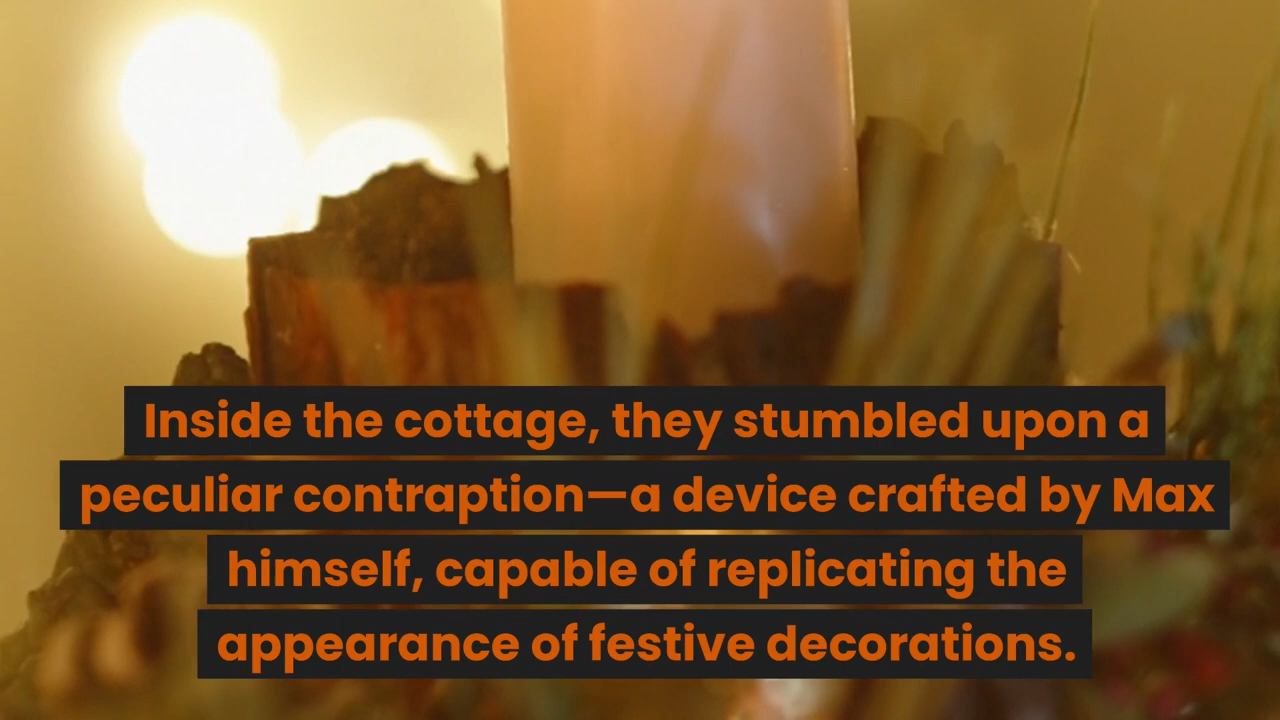 Inside the cottage, they stumbled upon a
peculiar contraption—a device crafted by Max
himself, capable of replicating the
appearance of festive decorations.